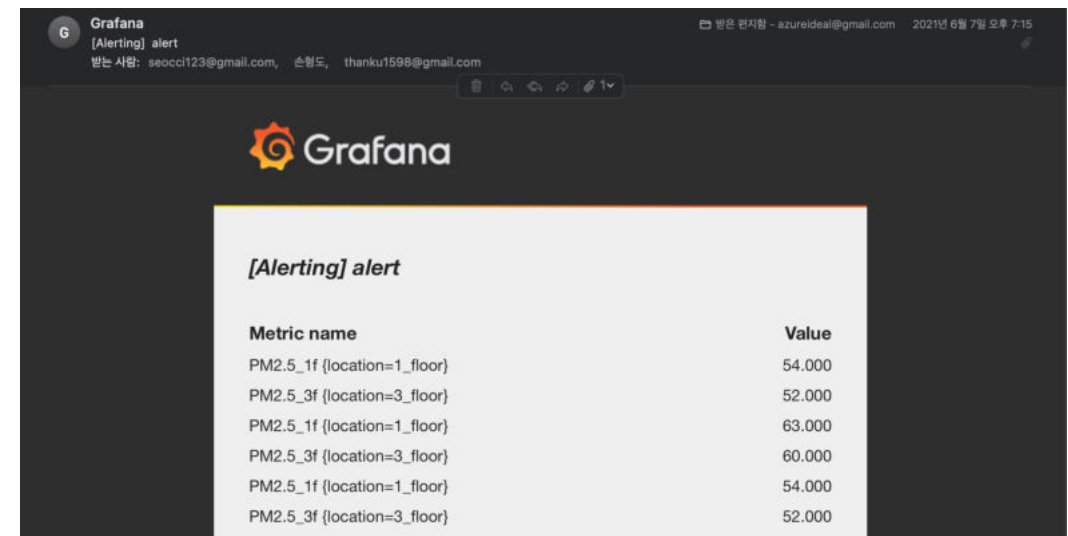 G
Grafana
받은 편지함 - azureideal@gmail.com 2021년 6월 7일 오후 7:15
[Alerting] alert
받는 사람: seocci123@gmail.com, 손형도, thanku1598@gmail.com
1
Grafana
[Alerting] alert
Metric name Value
PM2.5_1f {location=1_floor} 54.000
PM2.5_3f {location=3_floor} 52.000
PM2.5_1f {location=1_floor} 63.000
PM2.5_3f {location=3_floor} 60.000
PM2.5_1f {location=1_floor} 54.000
PM2.5_3f {location=3_floor} 52.000